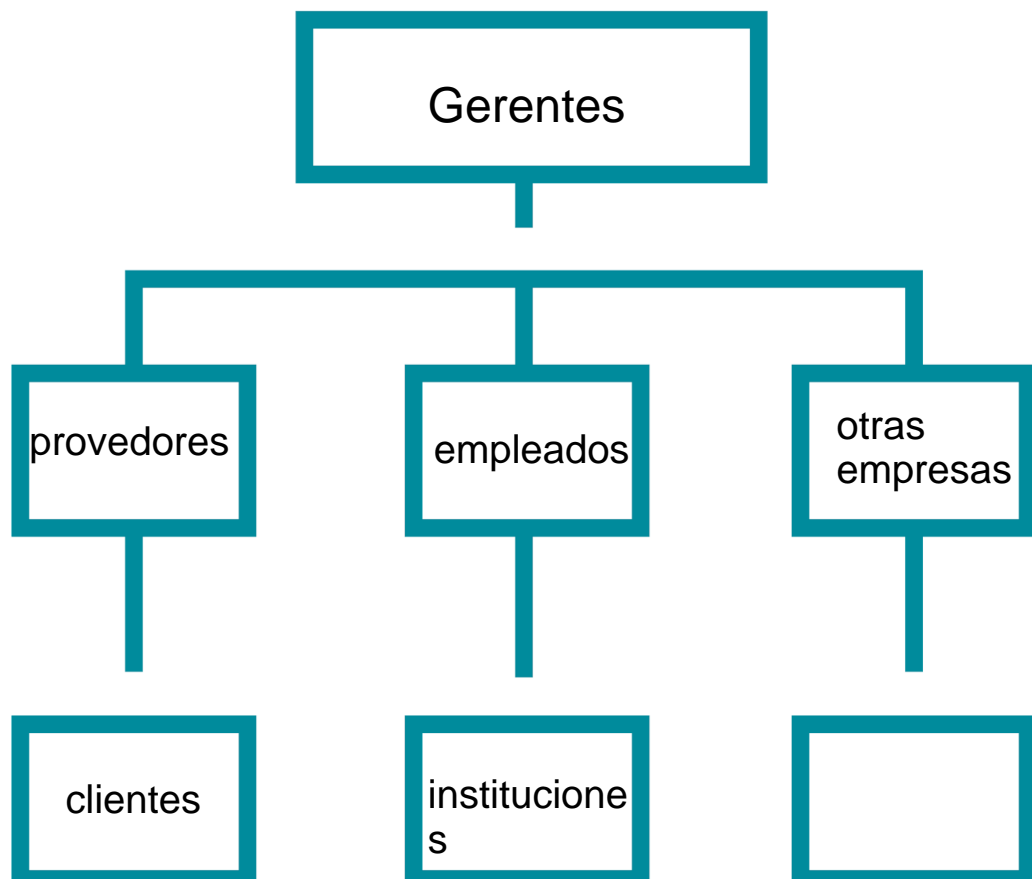 Gerentes
provedores
empleados
otras
empresas
clientes
institucione
s